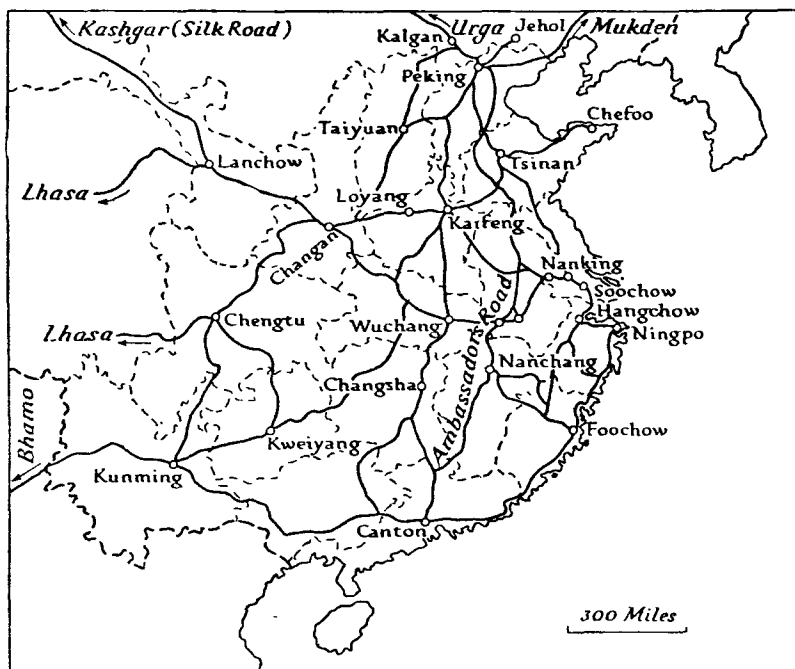 Kashgar (Silk Road)
Kalgan
Urga
Jehol
Mukden
Peking
Chefoo
Taiyuan
Tsinan
Lanchow
Lhasa
Loyang
Kaifeng
Changan
Nanking
Soochow
Hangchow
Ningpo
Lhasa
Chengtu
Wuchang
Ambassadors Road
Nanchang
Changsha
Foochow
Bhamo
Kweiyang
Kunming
Canton
300 Miles